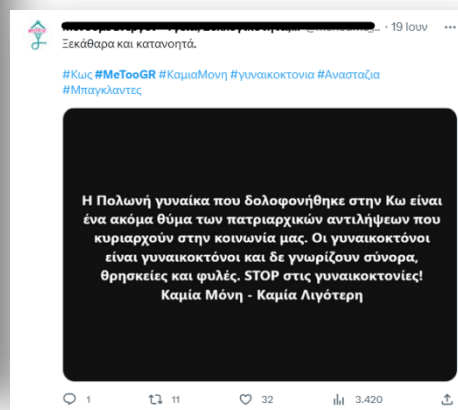 · 19 Ιουν
Ξεκάθαρα και κατανοητά.
#Κως #MeTooGR #ΚαμιαΜονη #γυναικοκτονια #Ανασταζια
#Μπαγκλαντες
Η Πολωνή γυναίκα που δολοφονήθηκε στην Κω είναι
ένα ακόμα θύμα των πατριαρχικών αντιλήψεων που
κυριαρχούν στην κοινωνία μας. Οι γυναικοκτόνοι
είναι γυναικοκτόνοι και δε γνωρίζουν σύνορα,
θρησκείες και φυλές. STOP στις γυναικοκτονίες!
Καμία Μόνη - Καμία Λιγότερη
1 11 32 3.420